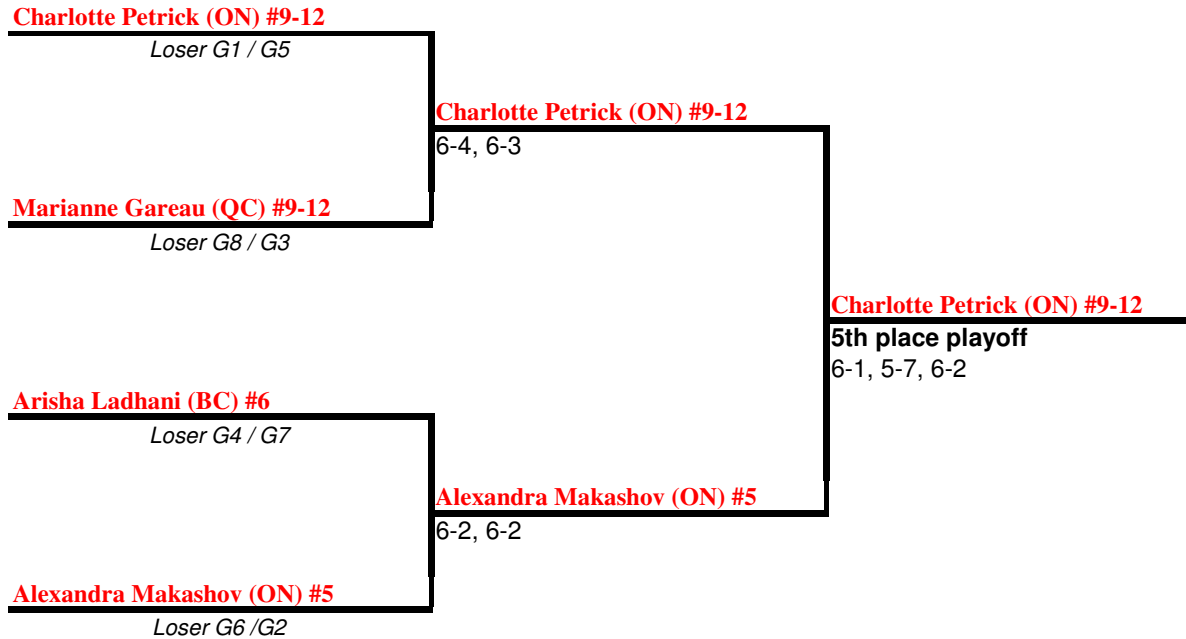 Charlotte Petrick (ON) #9-12
Loser G1 / G5
Charlotte Petrick (ON) #9-12
6-4, 6-3
Marianne Gareau (QC) #9-12
Loser G8 / G3
Charlotte Petrick (ON) #9-12
5th place playoff
6-1, 5-7, 6-2
Arisha Ladhani (BC) #6
Loser G4 / G7
Alexandra Makashov (ON) #5
6-2, 6-2
Alexandra Makashov (ON) #5
Loser G6 /G2